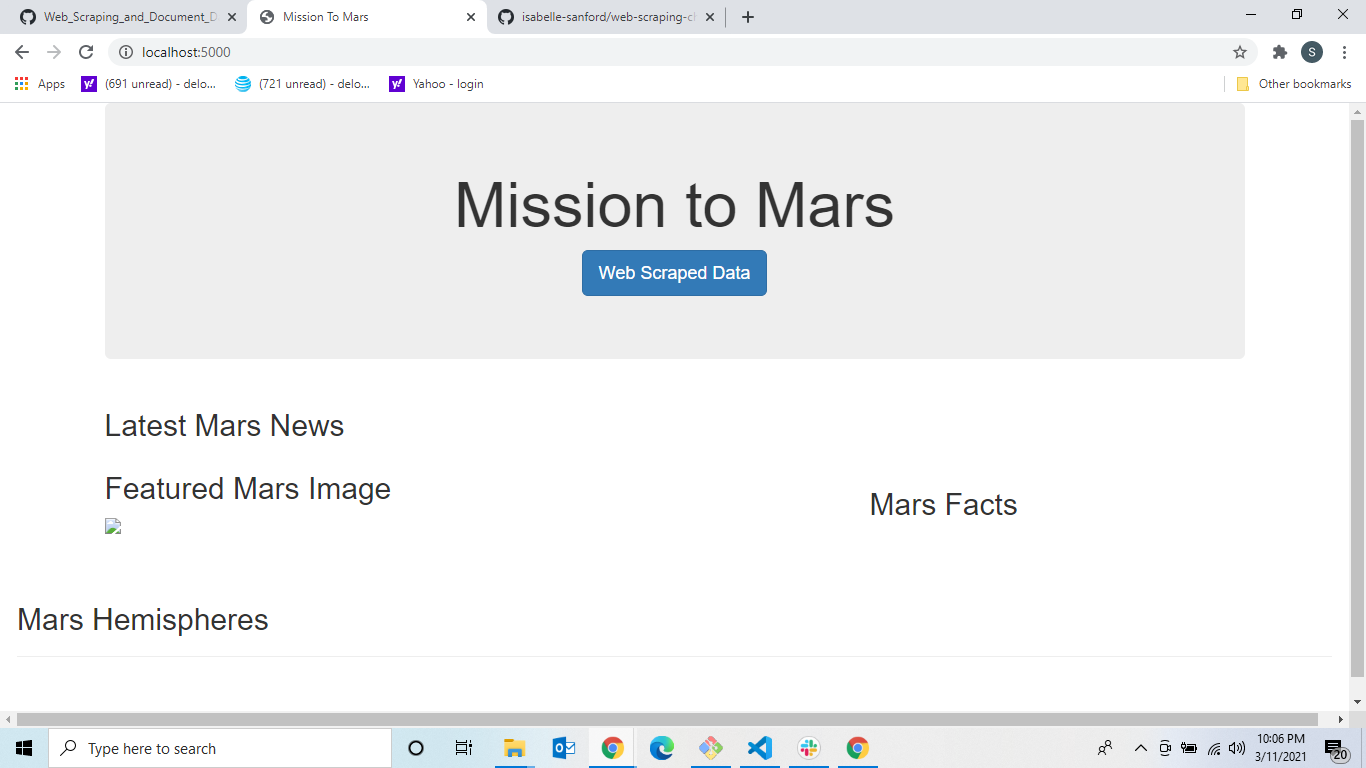 Web_Scraping_and_Document_D
Mission To Mars
isabelle-sanford/web-scraping-cl
localhost:5000
S
Apps
(691 unread) - delo...
(721 unread) - delo...
Yahoo - login
Other bookmarks
Mission to Mars
Web Scraped Data
Latest Mars News
Featured Mars Image
Mars Facts
Mars Hemispheres
Type here to search
10:06 PM
3/11/2021
20